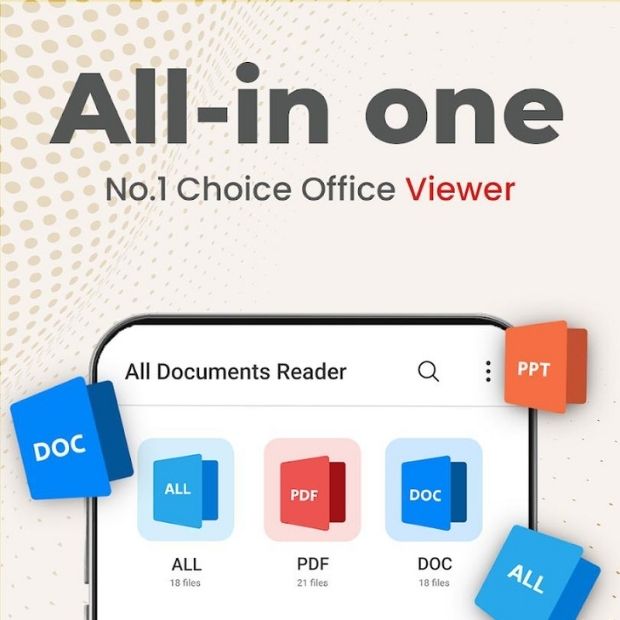 All-in one
No.1 Choice Office Viewer
All Documents Reader
PPT
DOC
ALL
PDF
DOC
ALL
PDF
DOC
18 files
21 files
18 files
ALL